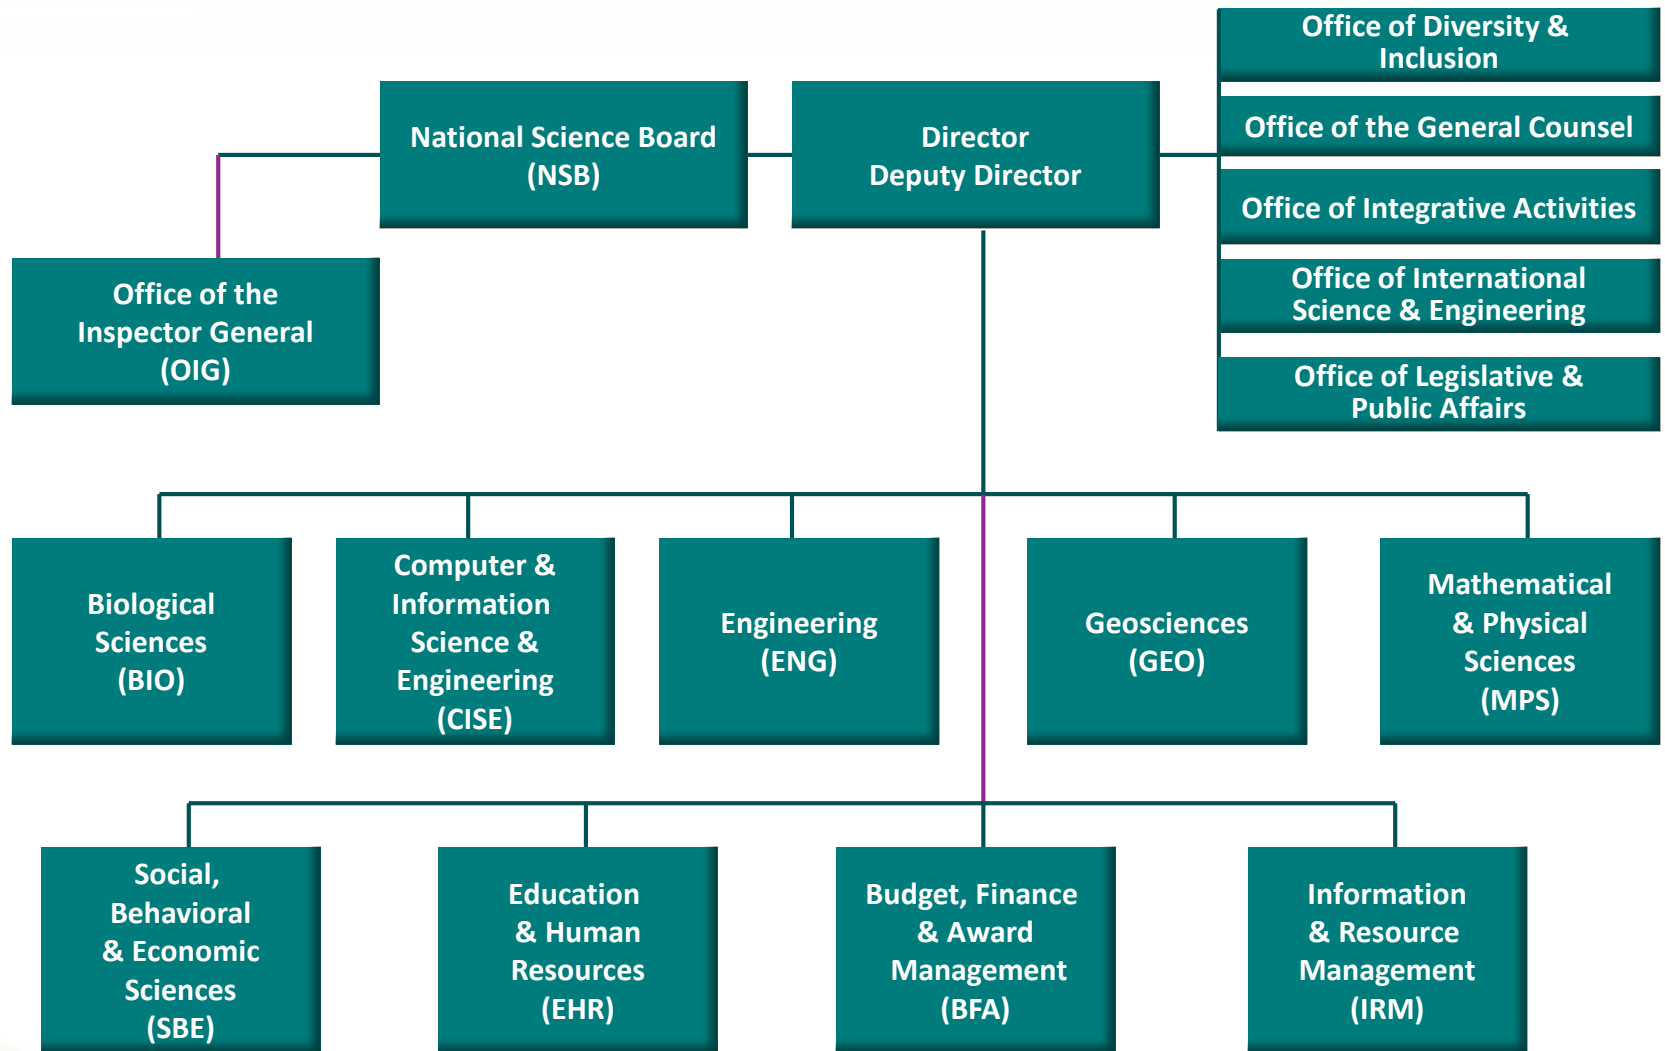 Office of Diversity &
Inclusion
National Science Board
(NSB)
Director
Deputy Director
Office of the General Counsel
Office of Integrative Activities
Office of International
Science & Engineering
Office of Legislative &
Public Affairs
Office of the
Inspector General
(OIG)
Biological
Sciences
(BIO)
Computer &
Information
Science &
Engineering
(CISE)
Engineering
(ENG)
Geosciences
(GEO)
Mathematical
& Physical
Sciences
(MPS)
Social,
Behavioral
& Economic
Sciences
(SBE)
Education
& Human
Resources
(EHR)
Budget, Finance
& Award
Management
(BFA)
Information
& Resource
Management
(IRM)